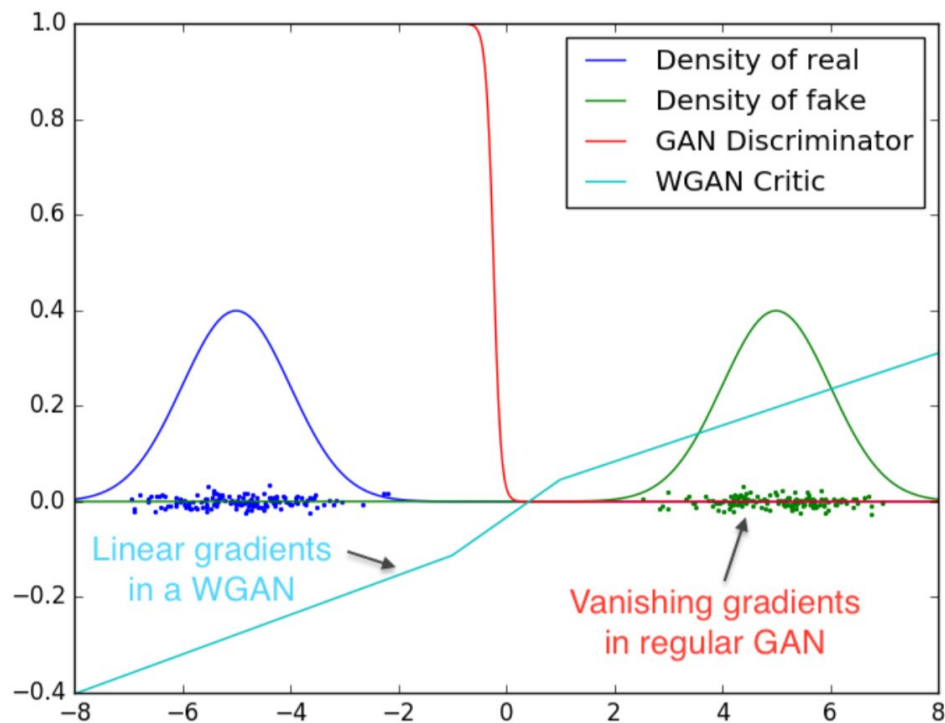 1.0
0.8
0.6
0.4
0.2
0.0
−0.2
−0.4
−8
−6
−4
−2
0
2
4
6
8
Density of real
Density of fake
GAN Discriminator
WGAN Critic
Linear gradients
in a WGAN
Vanishing gradients
in regular GAN